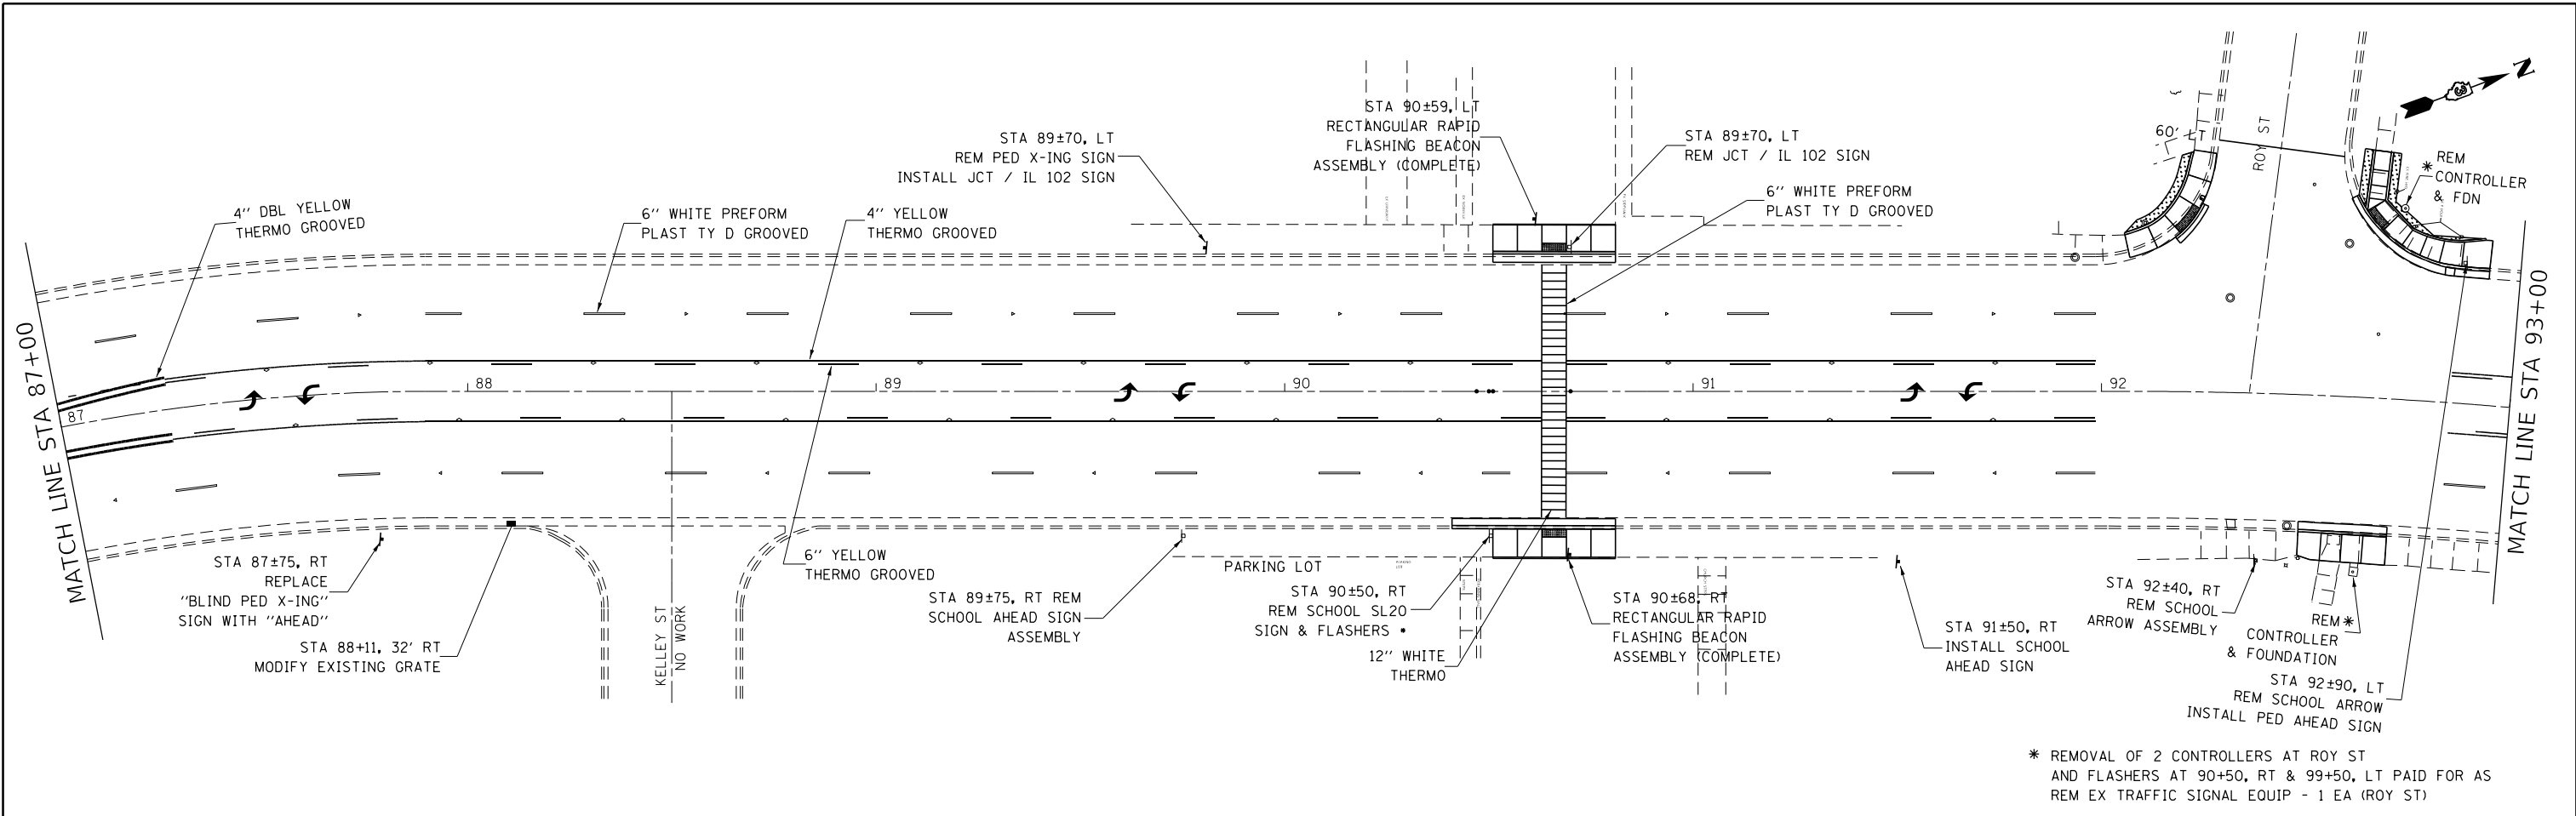 MATCH LINE STA 87+00
4'' DBL YELLOW
THERMO GROOVED
6'' WHITE PREFORM
PLAST TY D GROOVED
4'' YELLOW
THERMO GROOVED
STA 89±70, LT
REM PED X-ING SIGN
INSTALL JCT / IL 102 SIGN
STA 90±59, LT
RECTANGULAR RAPID
FLASHING BEACON
ASSEMBLY (COMPLETE)
STA 89±70, LT
REM JCT / IL 102 SIGN
6'' WHITE PREFORM
PLAST TY D GROOVED
60' LT
ROY ST
* REM
CONTROLLER
& FDN
3
N
87
88
89
90
91
92
MATCH LINE STA 93+00
STA 87±75, RT
REPLACE
"BLIND PED X-ING"
SIGN WITH "AHEAD"
STA 88+11, 32' RT
MODIFY EXISTING GRATE
KELLEY ST
NO WORK
6'' YELLOW
THERMO GROOVED
STA 89±75, RT REM
SCHOOL AHEAD SIGN
ASSEMBLY
PARKING LOT
STA 90±50, RT
REM SCHOOL SL20
SIGN & FLASHERS *
12'' WHITE
THERMO
STA 90±68, RT
RECTANGULAR RAPID
FLASHING BEACON
ASSEMBLY (COMPLETE)
STA 91±50, RT
INSTALL SCHOOL
AHEAD SIGN
STA 92±40, RT
REM SCHOOL
ARROW ASSEMBLY
REM *
CONTROLLER
& FOUNDATION
STA 92±90, LT
REM SCHOOL ARROW
INSTALL PED AHEAD SIGN
* REMOVAL OF 2 CONTROLLERS AT ROY ST
AND FLASHERS AT 90+50, RT & 99+50, LT PAID FOR AS
REM EX TRAFFIC SIGNAL EQUIP - 1 EA (ROY ST)